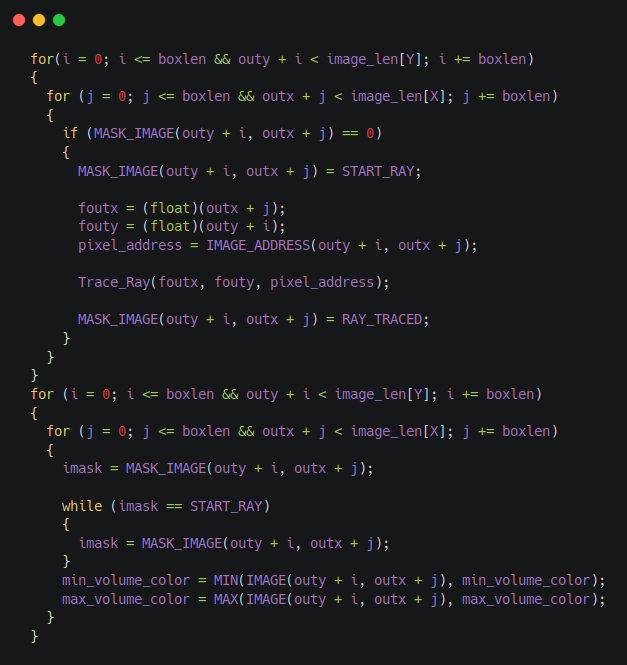 for(i = 0; i <= boxlen && outy + i < image_len[Y]; i += boxlen)
{
  for (j = 0; j <= boxlen && outx + j < image_len[X]; j += boxlen)
  {
    if (MASK_IMAGE(outy + i, outx + j) == 0)
    {
      MASK_IMAGE(outy + i, outx + j) = START_RAY;

      foutx = (float)(outx + j);
      fouty = (float)(outy + i);
      pixel_address = IMAGE_ADDRESS(outy + i, outx + j);

      Trace_Ray(foutx, fouty, pixel_address);

      MASK_IMAGE(outy + i, outx + j) = RAY_TRACED;
    }
  }
}
for (i = 0; i <= boxlen && outy + i < image_len[Y]; i += boxlen)
{
  for (j = 0; j <= boxlen && outx + j < image_len[X]; j += boxlen)
  {
    imask = MASK_IMAGE(outy + i, outx + j);

    while (imask == START_RAY)
    {
      imask = MASK_IMAGE(outy + i, outx + j);
    }
    min_volume_color = MIN(IMAGE(outy + i, outx + j), min_volume_color);
    max_volume_color = MAX(IMAGE(outy + i, outx + j), max_volume_color);
  }
}